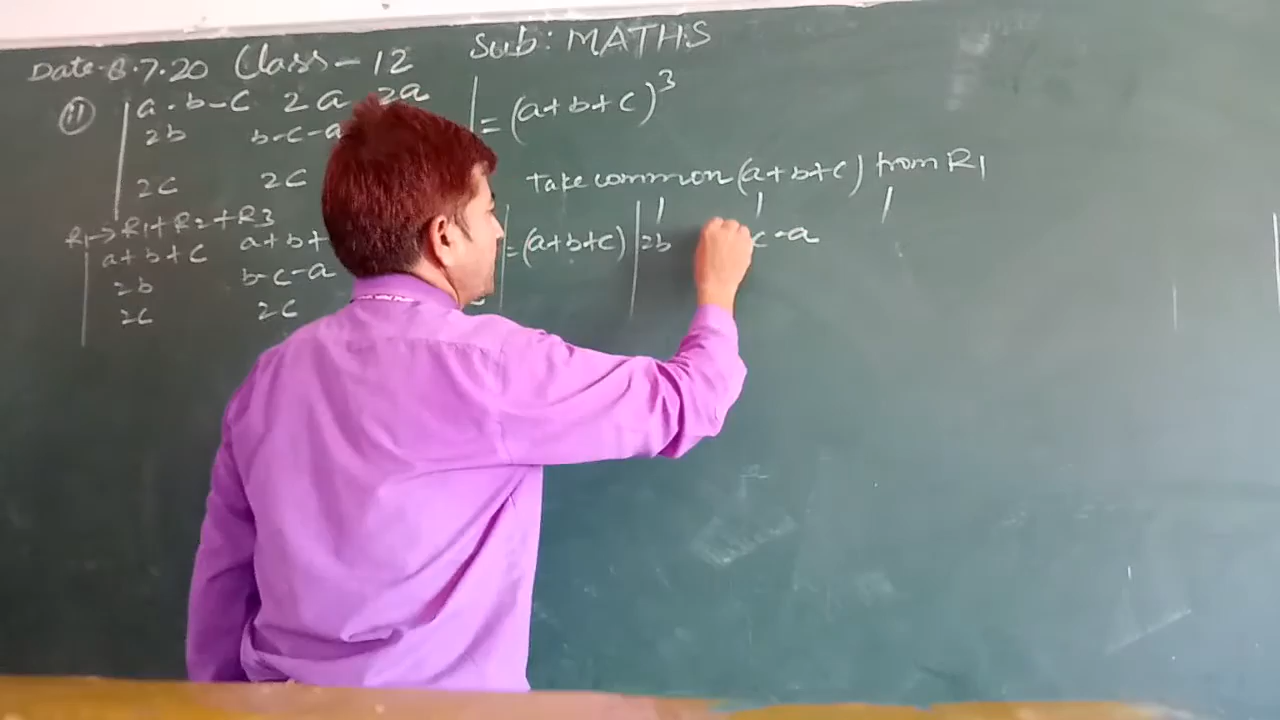 Date-6.7.20 Class-12 Sub: MATHS
(11) a-b-c 2a 2a = (a+b+c)³
2b b-c-a
2c 2c
Take common (a+b+c) from R1
R1→R1+R2+R3
a+b+c a+b+
2b b-c-a
2c 2c
=(a+b+c) 1 1 1
2b c-a